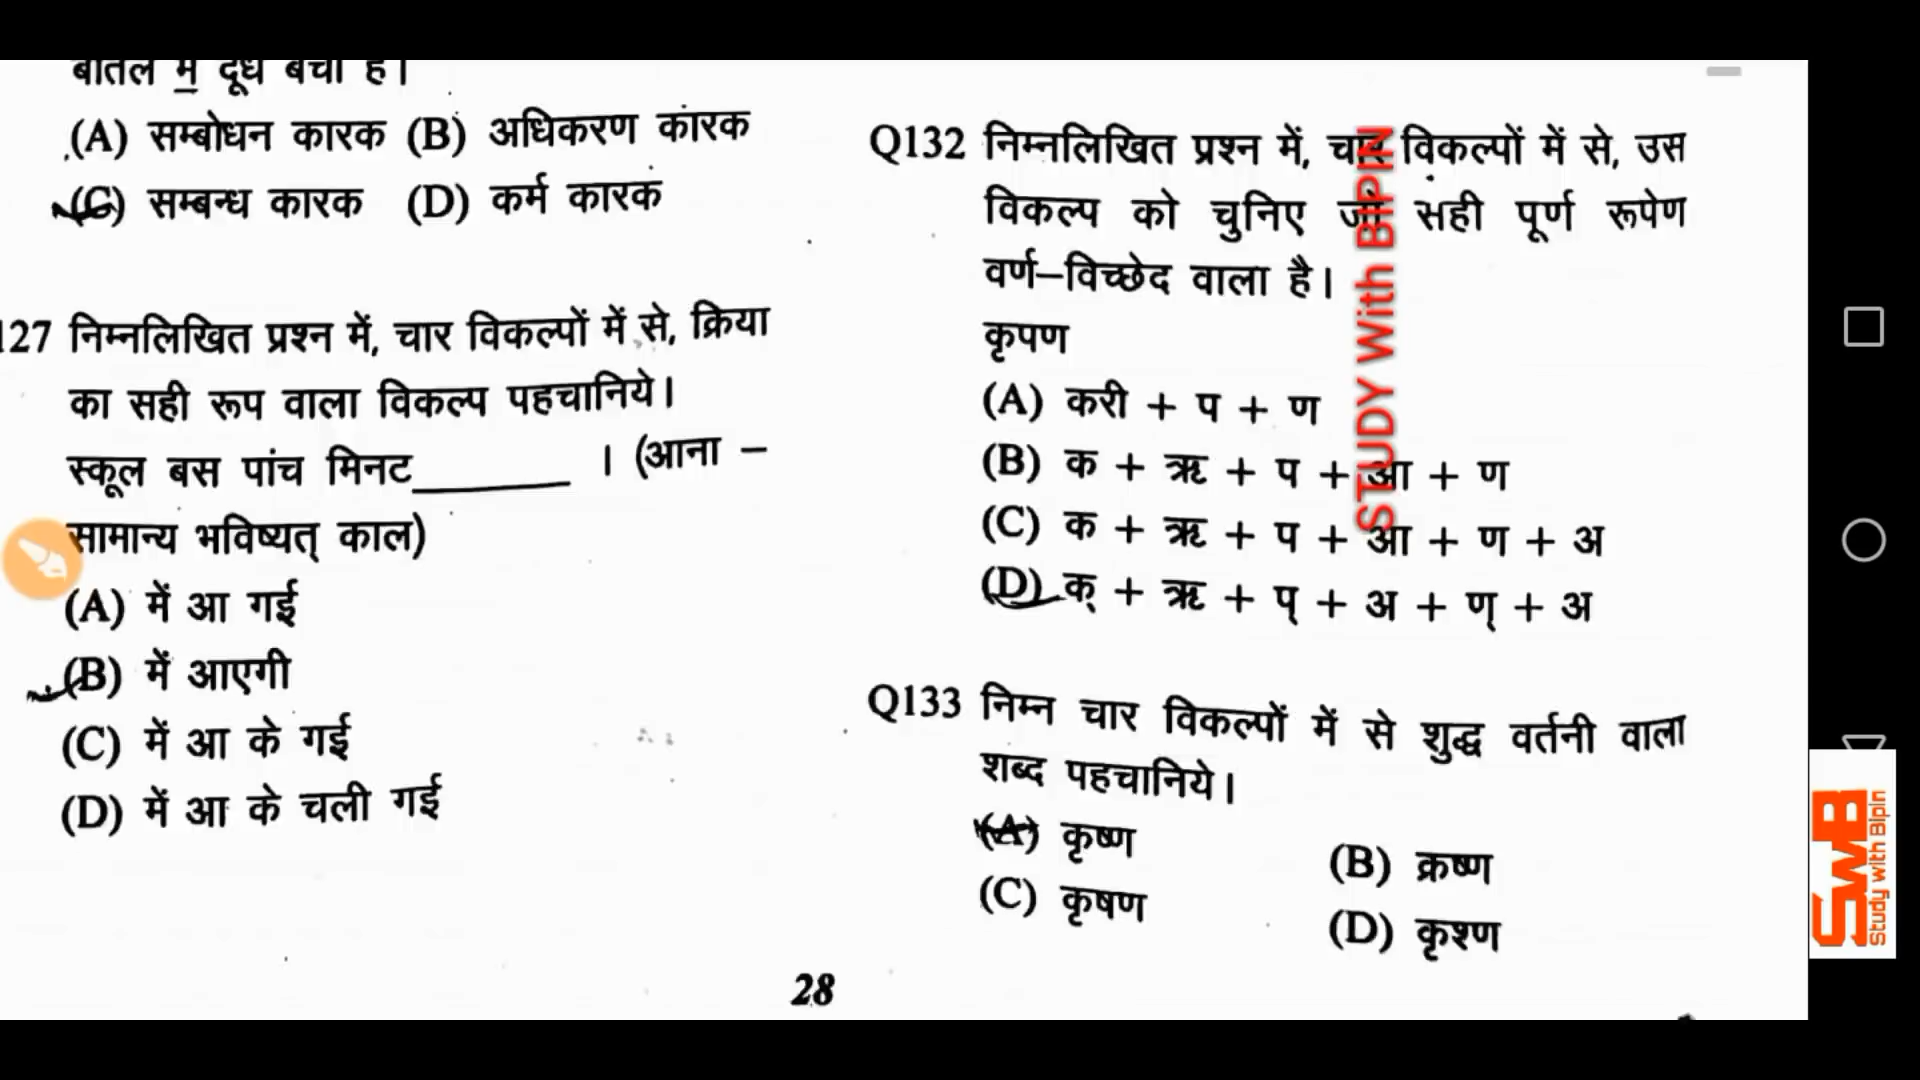 बोतल में दूध बचा है।
(A) सम्बोधन कारक (B) अधिकरण कारक
(C) सम्बन्ध कारक (D) कर्म कारक
127 निम्नलिखित प्रश्न में, चार विकल्पों में से, क्रिया
का सही रूप वाला विकल्प पहचानिये।
स्कूल बस पांच मिनट________ । (आना –
सामान्य भविष्यत् काल)
(A) में आ गई
(B) में आएगी
(C) में आ के गई
(D) में आ के चली गई
Q132 निम्नलिखित प्रश्न में, चार विकल्पों में से, उस
विकल्प को चुनिए जो सही पूर्ण रूपेण
वर्ण–विच्छेद वाला है।
कृपण
(A) करी + प + ण
(B) क + ऋ + प + आ + ण
(C) क + ऋ + प + आ + ण + अ
(D) क् + ऋ + प् + अ + ण् + अ
Q133 निम्न चार विकल्पों में से शुद्ध वर्तनी वाला
शब्द पहचानिये।
(A) कृष्ण (B) क्रष्ण
(C) कृषण (D) कृश्ण
28
STUDY With BIPIN
SWB
Study with Bipin